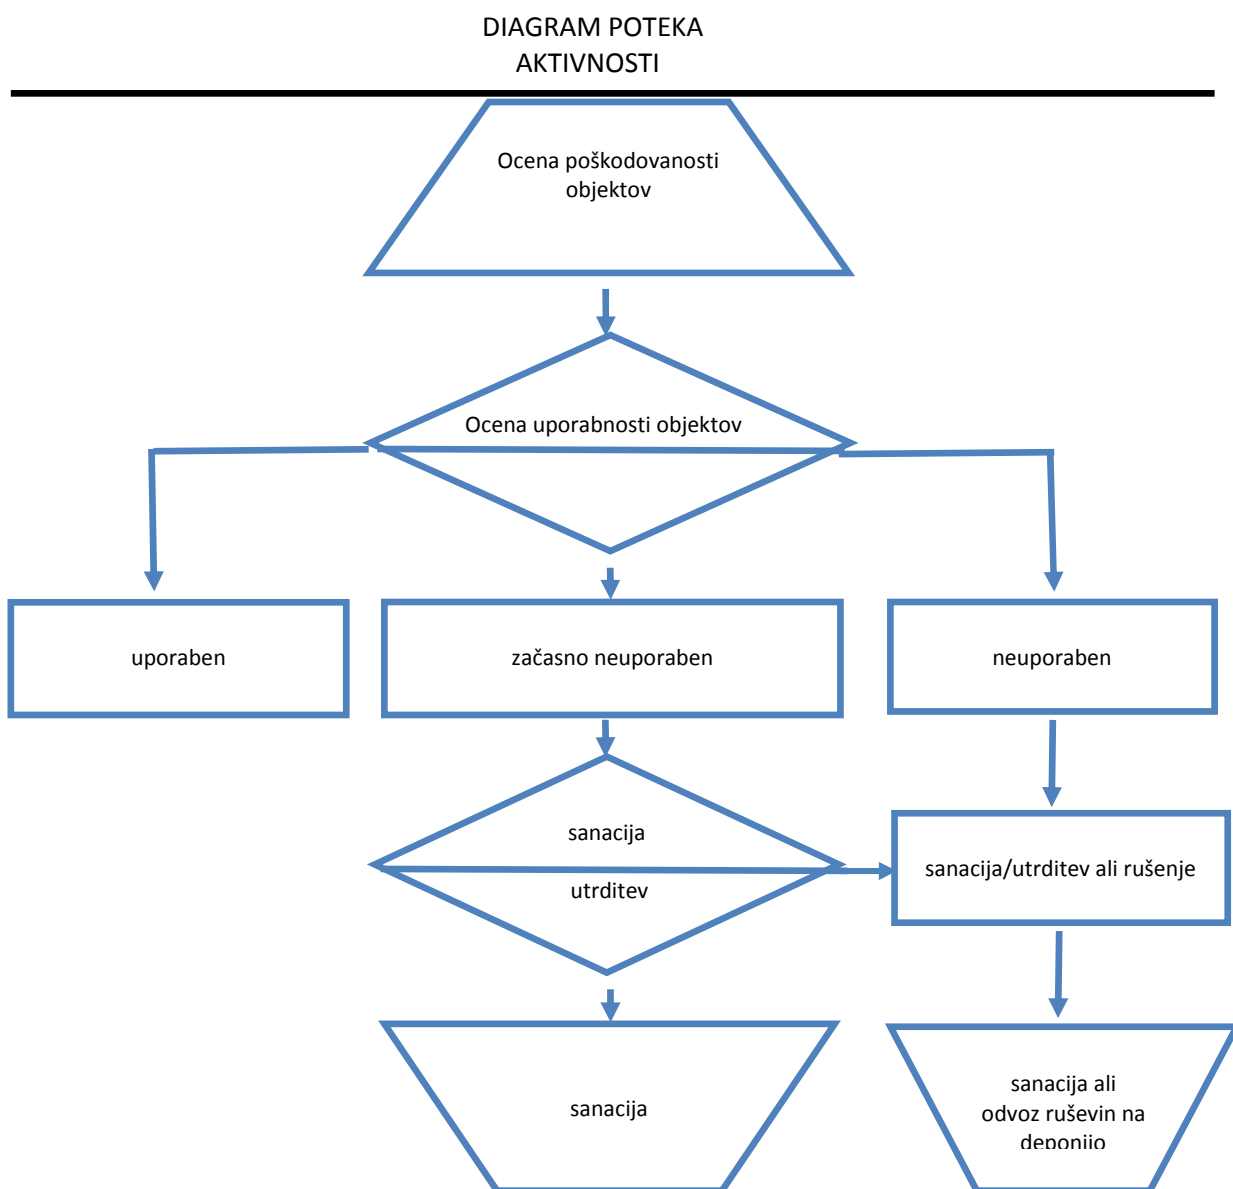 DIAGRAM POTEKA
AKTIVNOSTI
Ocena poškodovanosti
objektov
Ocena uporabnosti objektov
uporaben
začasno neuporaben
neuporaben
sanacija
utrditev
sanacija/utrditev ali rušenje
sanacija
sanacija ali
odvoz ruševin na
deponijo